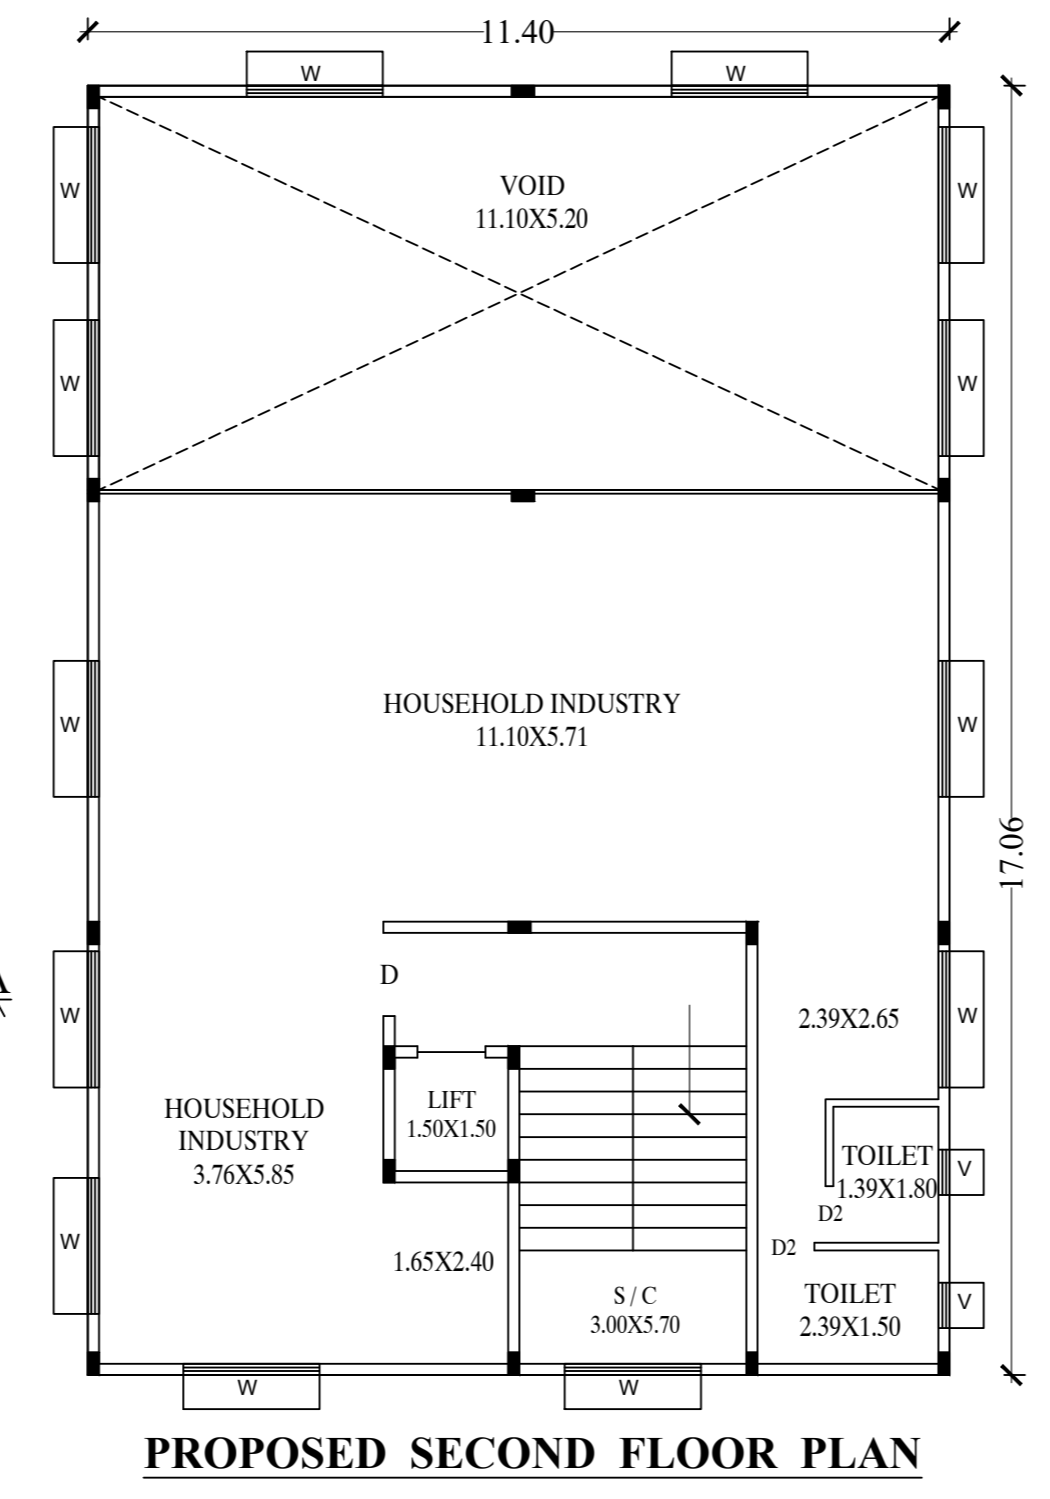 11.40
W
W
W
VOID
11.10X5.20
W
W
W
HOUSEHOLD INDUSTRY
11.10X5.71
W
W
17.06
D
A
W
2.39X2.65
W
LIFT
1.50X1.50
HOUSEHOLD
INDUSTRY
3.76X5.85
TOILET
1.39X1.80
V
D2
W
D2
1.65X2.40
S / C
3.00X5.70
TOILET
2.39X1.50
V
W
W
PROPOSED SECOND FLOOR PLAN